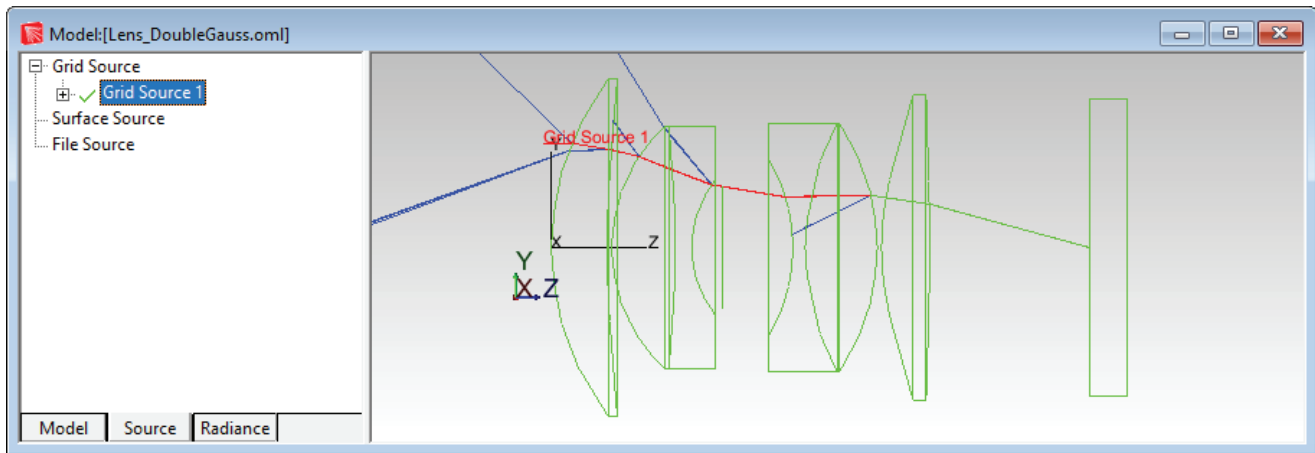 Model:[Lens_DoubleGauss.oml]
Grid Source
Grid Source 1
Surface Source
File Source
Model Source Radiance
Grid Source 1
Y
X Z
Y
X Z